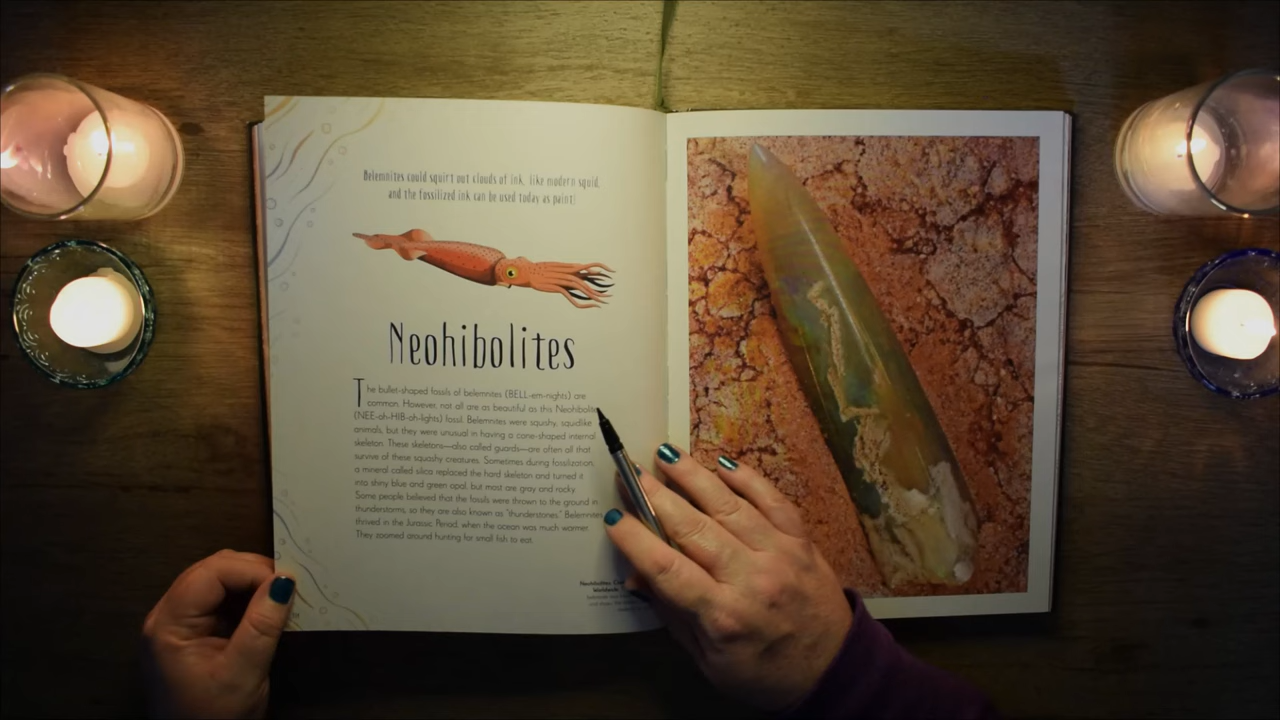 Belemnites could squirt out clouds of ink, like modern squid,
and the fossilized ink can be used today as paint!
Neohibolites
The bullet-shaped fossils of belemnites (BELL-em-nights) are
common. However, not all are as beautiful as this Neohibolites
(NEE-oh-HIB-oh-lights) fossil. Belemnites were squishy, squidlike
animals, but they were unusual in having a cone-shaped internal
skeleton. These skeletons—also called guards—are often all that
survive of these squashy creatures. Sometimes during fossilization,
a mineral called silica replaced the hard skeleton and turned it
into shiny blue and green opal, but most are gray and rocky.
Some people believed that the fossils were thrown to the ground in
thunderstorms, so they are also known as "thunderstones." Belemnites
thrived in the Jurassic Period, when the ocean was much warmer.
They zoomed around hunting for small fish to eat.
Neohibolites
Worldwide